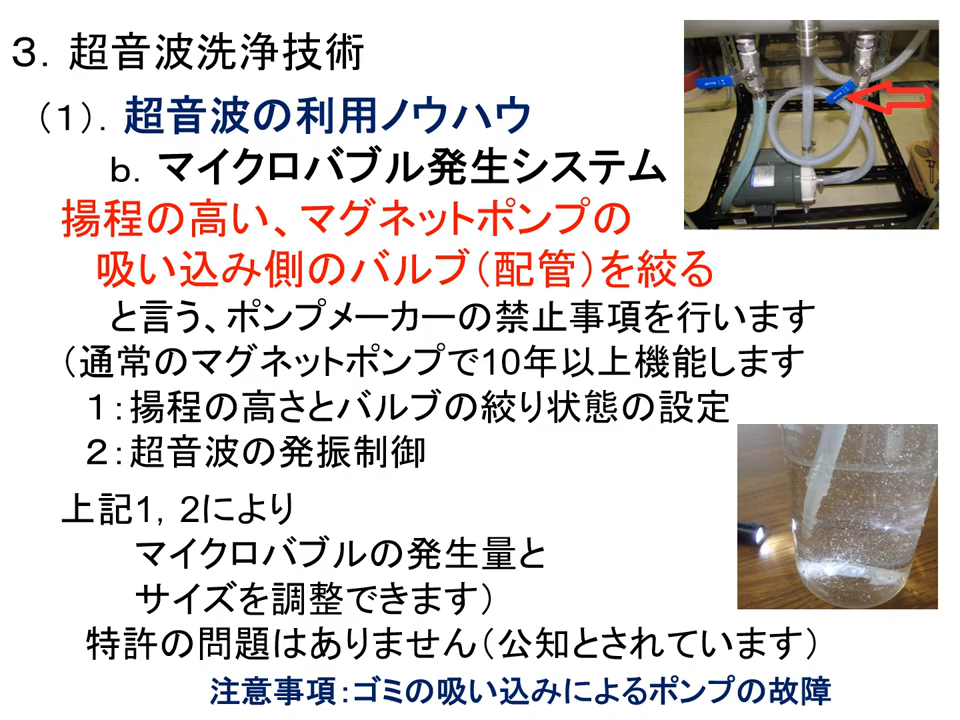 ３．超音波洗浄技術
（１）．超音波の利用ノウハウ
ｂ．マイクロバブル発生システム
揚程の高い、マグネットポンプの
吸い込み側のバルブ（配管）を絞る
と言う、ポンプメーカーの禁止事項を行います
（通常のマグネットポンプで10年以上機能します
１：揚程の高さとバルブの絞り状態の設定
２：超音波の発振制御
上記1，2により
マイクロバブルの発生量と
サイズを調整できます）
特許の問題はありません（公知とされています）
注意事項：ゴミの吸い込みによるポンプの故障